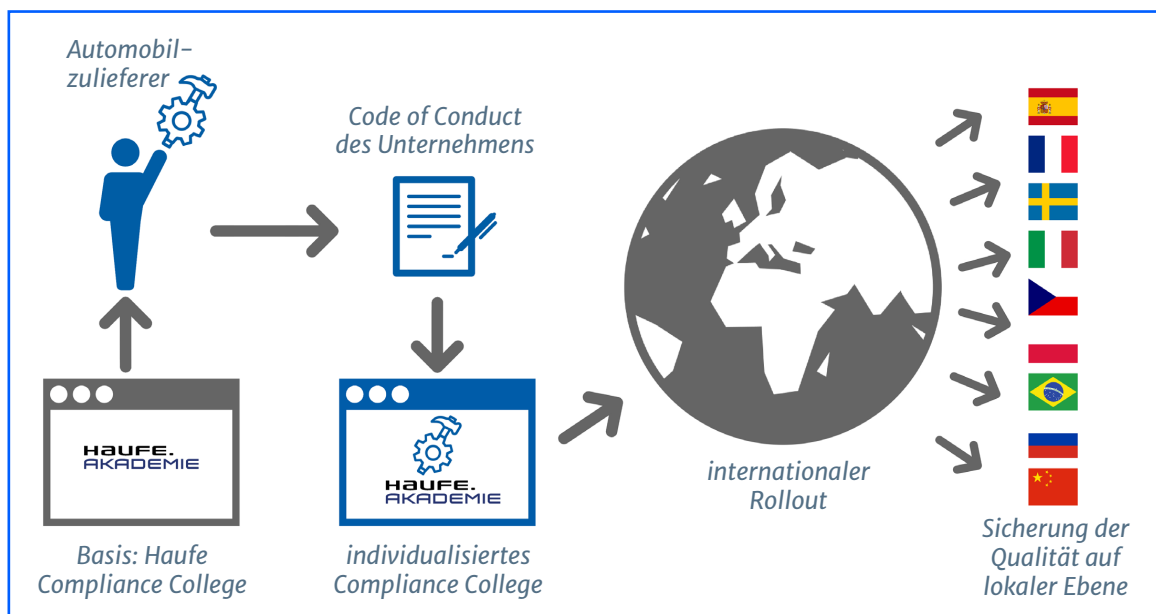 Automobil-
zulieferer
Code of Conduct
des Unternehmens
HAUFE.
AKADEMIE
Basis: Haufe
Compliance College
HAUFE.
AKADEMIE
individualisiertes
Compliance College
internationaler
Rollout
Sicherung der
Qualität auf
lokaler Ebene